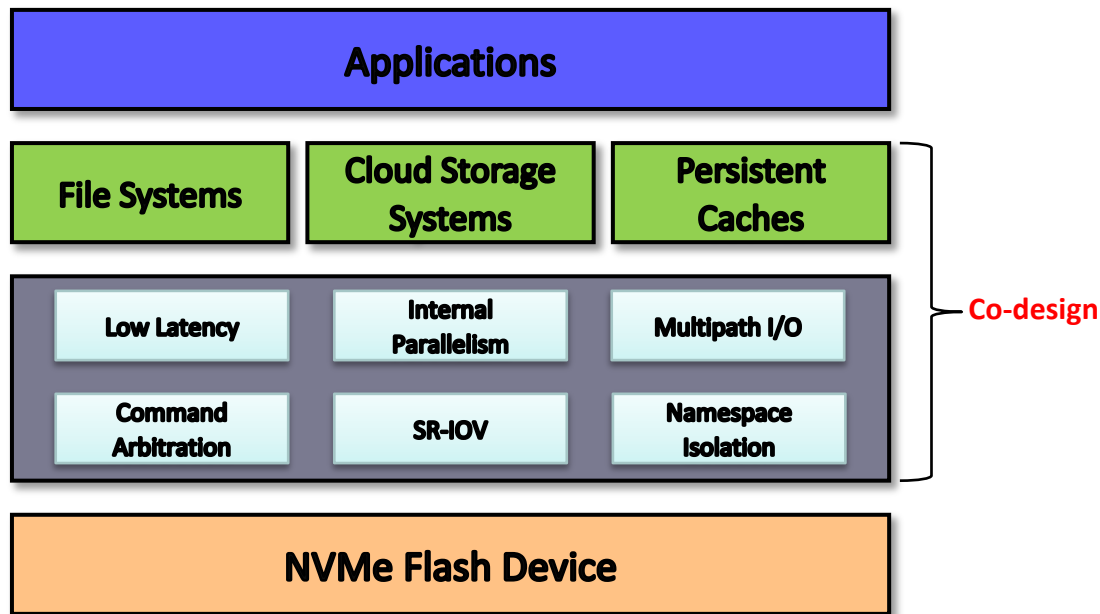 Applications
File Systems
Cloud Storage
Systems
Persistent
Caches
Low Latency
Internal
Parallelism
Multipath I/O
Co-design
Command
Arbitration
SR-IOV
Namespace
Isolation
NVMe Flash Device